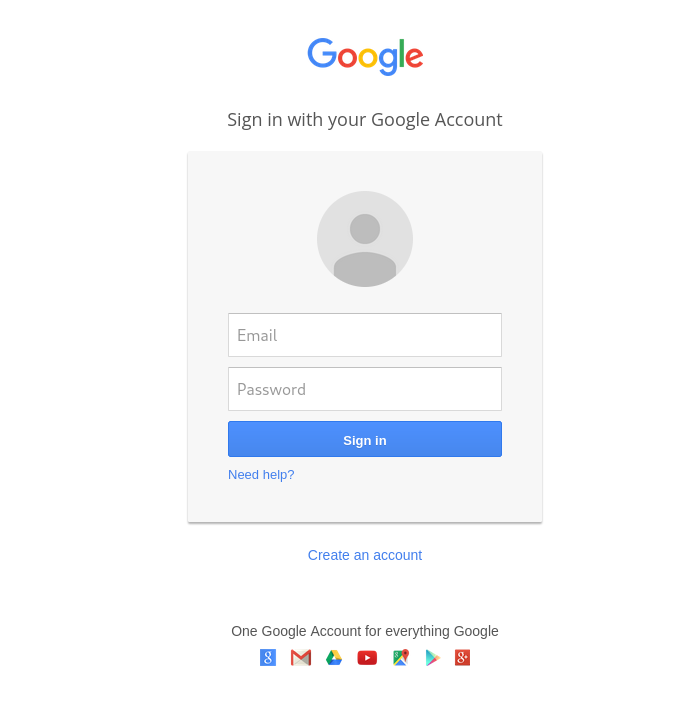 Google
Sign in with your Google Account
Email
Password
Sign in
Need help?
Create an account
One Google Account for everything Google